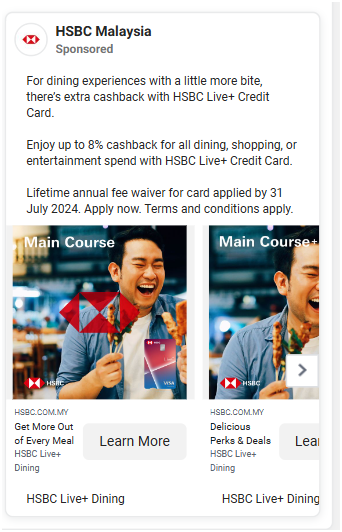 HSBC Malaysia
Sponsored
For dining experiences with a little more bite,
there's extra cashback with HSBC Live+ Credit
Card.
Enjoy up to 8% cashback for all dining, shopping, or
entertainment spend with HSBC Live+ Credit Card.
Lifetime annual fee waiver for card applied by 31
July 2024. Apply now. Terms and conditions apply.
Main Course
HSBC
VISA
HSBC.COM.MY
Get More Out
of Every Meal
HSBC Live+
Dining
Learn More
HSBC Live+ Dining
Main Course+
HSBC
HSBC.COM.MY
Delicious
Perks & Deals
HSBC Live+
Dining
Lear
HSBC Live+ Dining